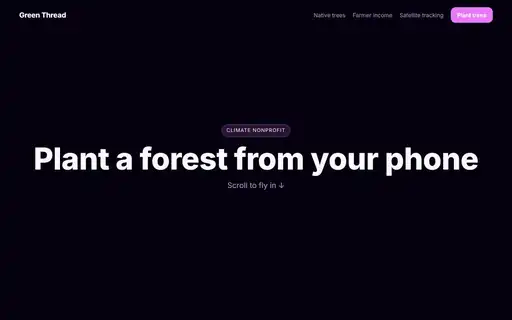 Green Thread
Native trees
Farmer income
Satellite tracking
Plant trees
CLIMATE NONPROFIT
Plant a forest from your phone
Scroll to fly in ↓